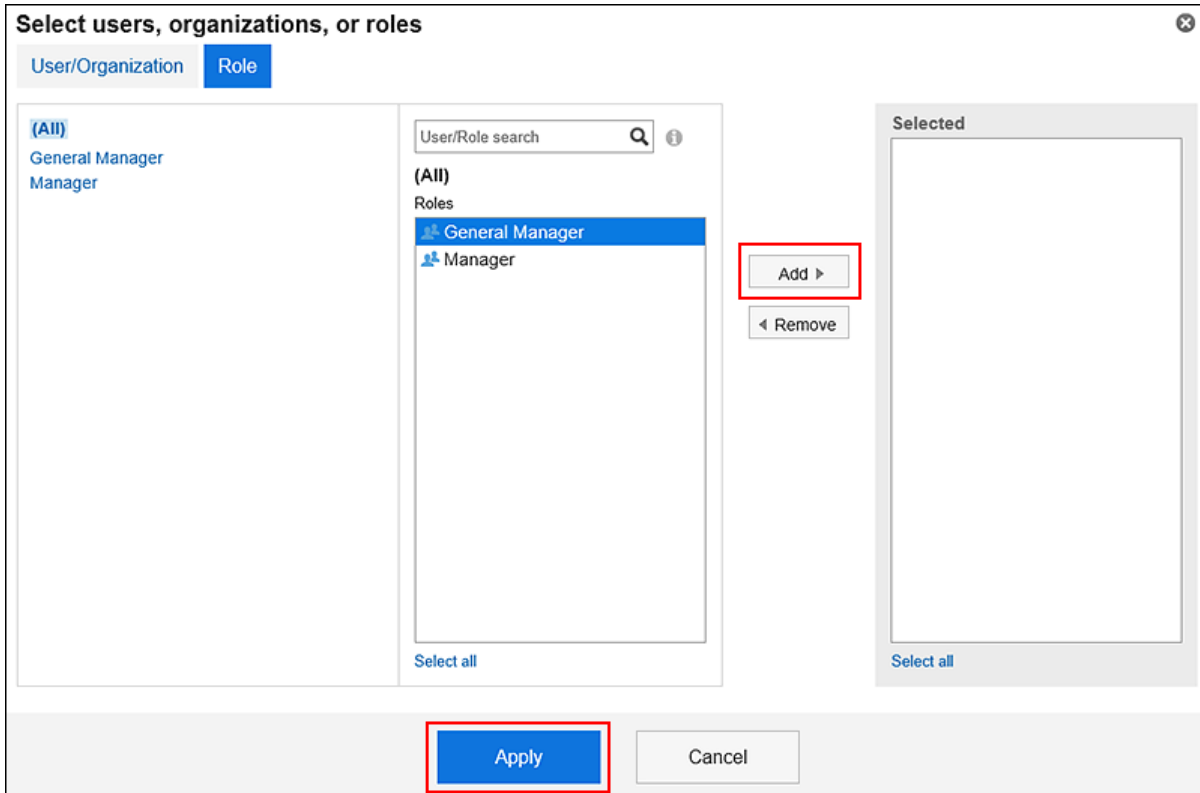 Select users, organizations, or roles
User/Organization
Role
(All)
General Manager
Manager
User/Role search
(All)
Roles
General Manager
Manager
Select all
Add
Remove
Selected
Select all
Apply
Cancel